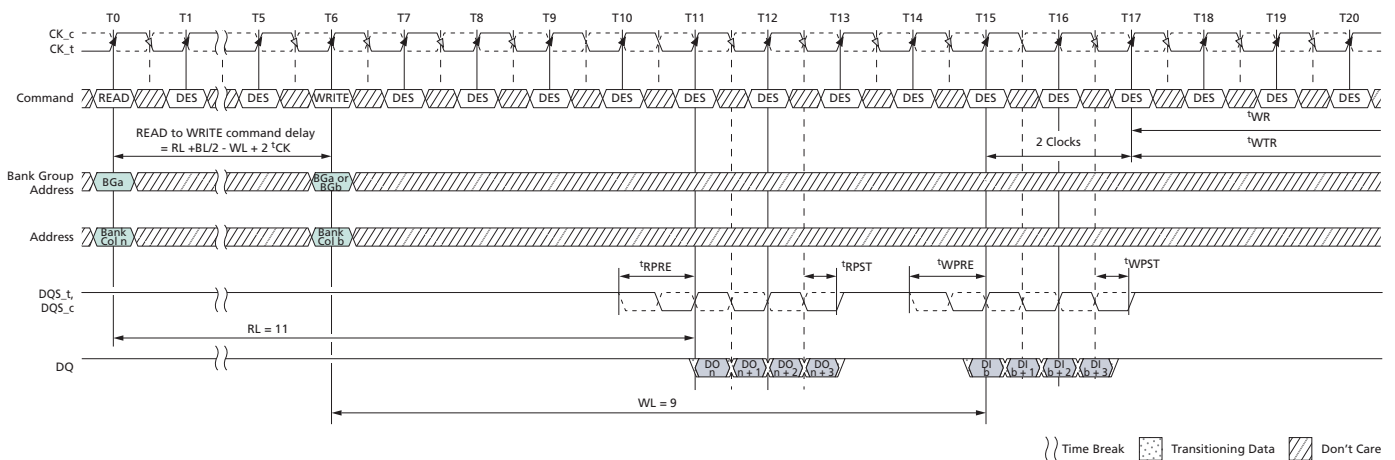 T0 T1 T5 T6 T7 T8 T9 T10 T11 T12 T13 T14 T15 T16 T17 T18 T19 T20
CK_c
CK_t
Command READ DES DES WRITE DES DES DES DES DES DES DES DES DES DES DES DES DES DES
READ to WRITE command delay
= RL +BL/2 - WL + 2 tCK
2 Clocks
tWR
tWTR
Bank Group
Address
BGa
BGa or
BGb
Address
Bank
Col n
Bank
Col b
tRPRE
tRPST
tWPRE
tWPST
DQS_t,
DQS_c
RL = 11
DQ
DO
n
DO
n + 1
DO
n + 2
DO
n + 3
DI
b
DI
b + 1
DI
b + 2
DI
b + 3
WL = 9
Time Break
Transitioning Data
Don't Care